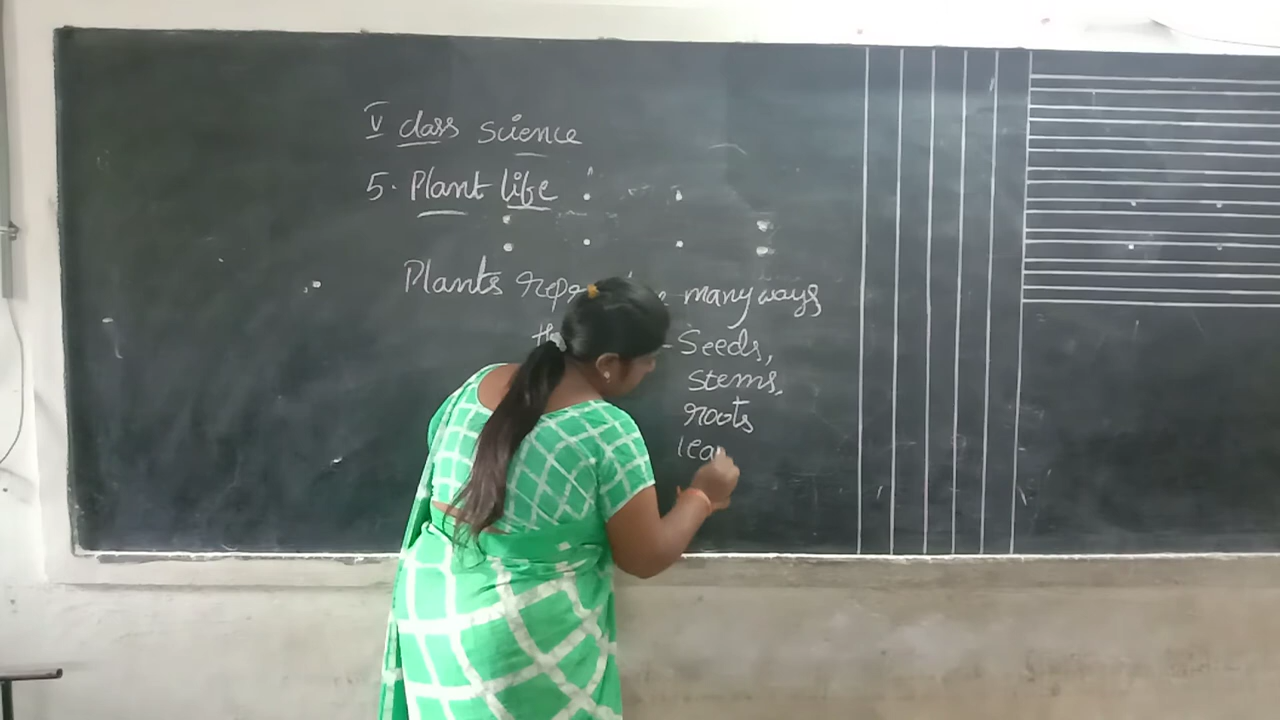 V class science
5. Plant life
Plants many ways
Seeds,
stems,
roots